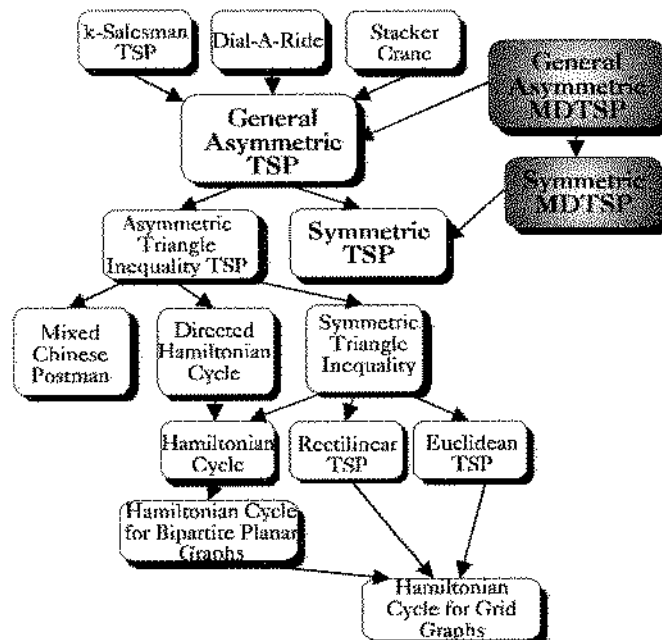 k-Salesman
TSP
Dial-A-Ride
Stacker
Crane
General
Asymmetric
MDTSP
General
Asymmetric
TSP
Symmetric
MDTSP
Asymmetric
Triangle
Inequality TSP
Symmetric
TSP
Mixed
Chinese
Postman
Directed
Hamiltonian
Cycle
Symmetric
Triangle
Inequality
Hamiltonian
Cycle
Rectilinear
TSP
Euclidean
TSP
Hamiltonian Cycle
for Bipartite Planar
Graphs
Hamiltonian
Cycle for Grid
Graphs